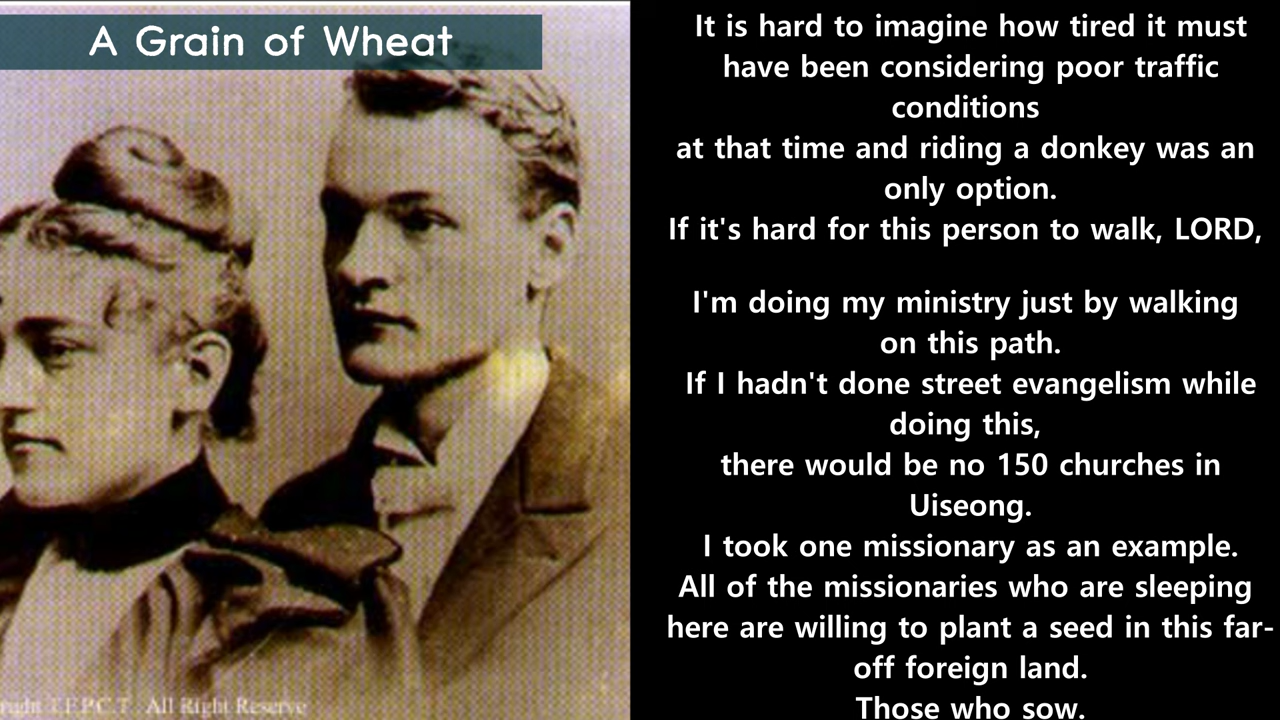 A Grain of Wheat
It is hard to imagine how tired it must
have been considering poor traffic
conditions
at that time and riding a donkey was an
only option.
If it's hard for this person to walk, LORD,
I'm doing my ministry just by walking
on this path.
If I hadn't done street evangelism while
doing this,
there would be no 150 churches in
Uiseong.
I took one missionary as an example.
All of the missionaries who are sleeping
here are willing to plant a seed in this far-
off foreign land.
Those who sow.
All Right Reserve